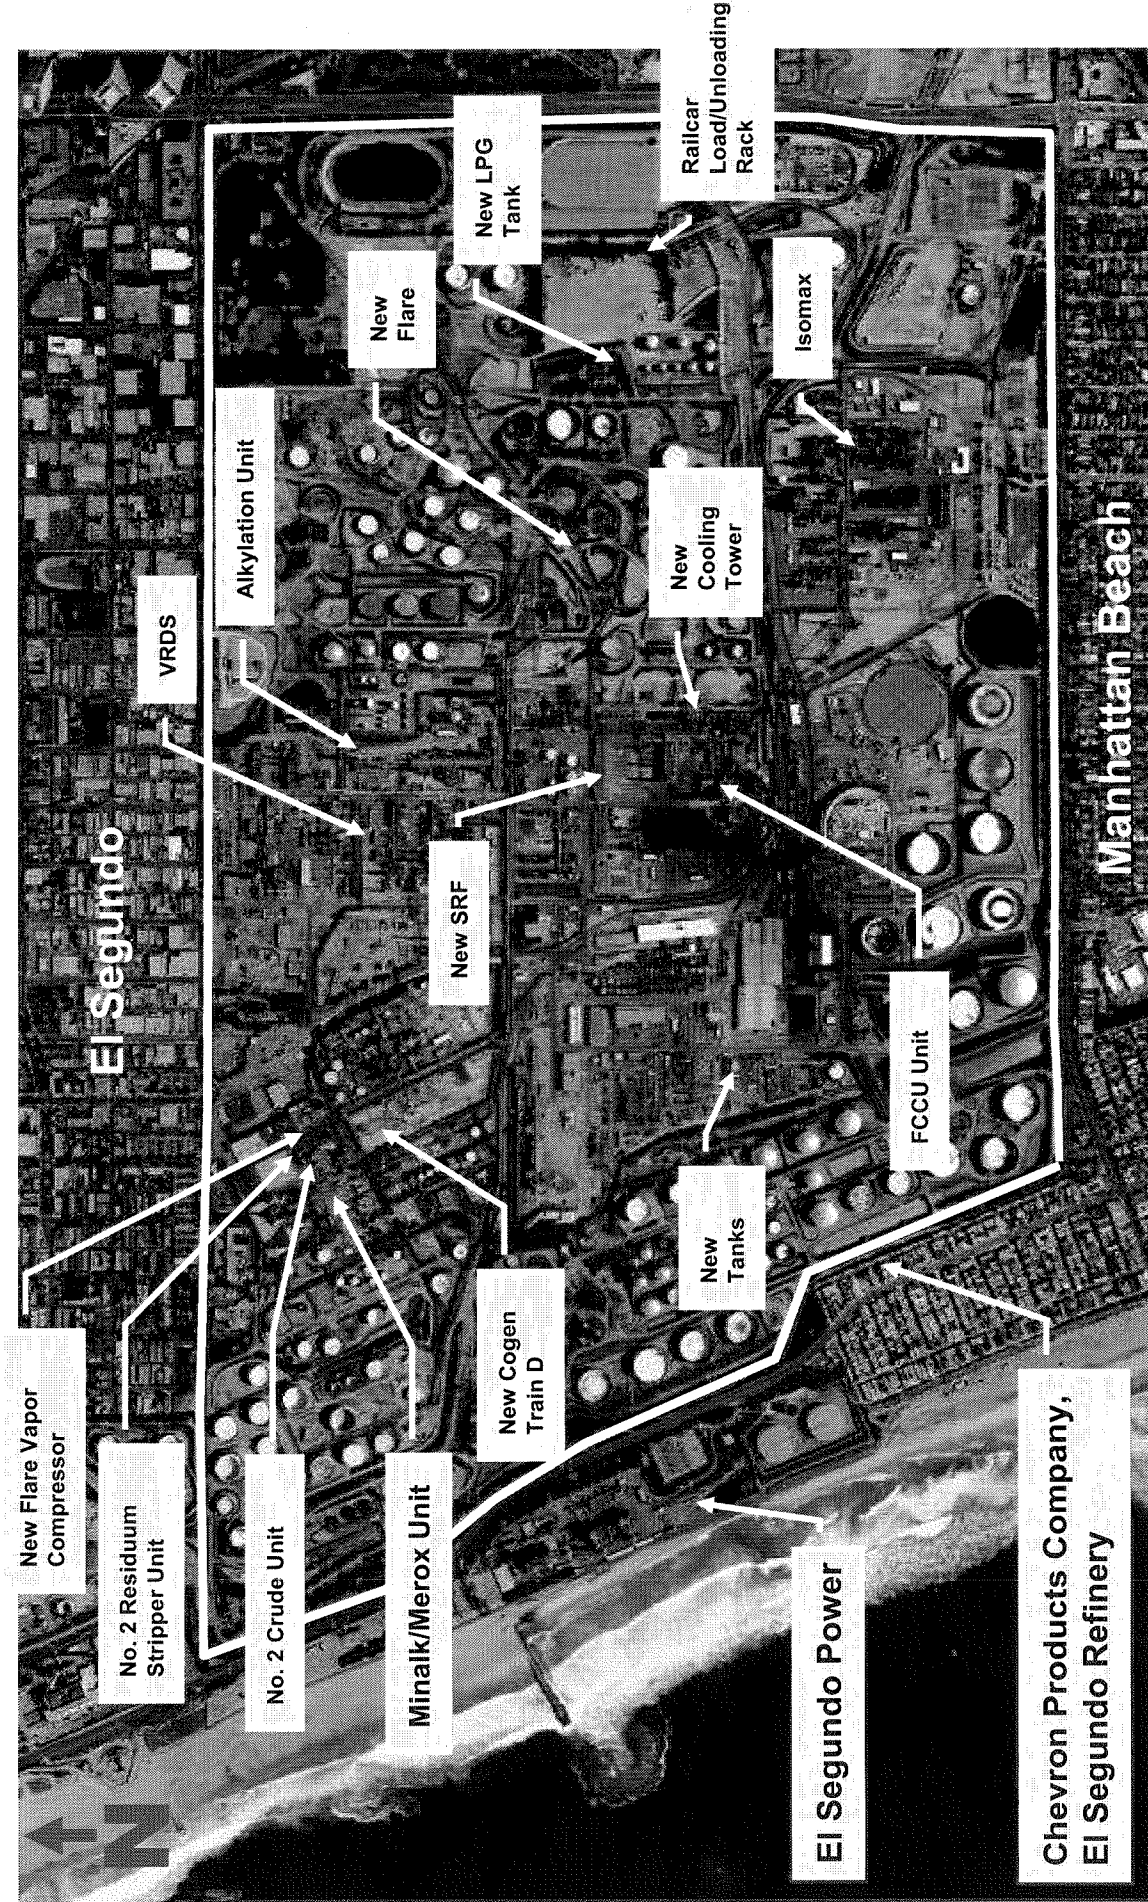 New Flare Vapor
Compressor
No. 2 Residum
Stripper Unit
No. 2 Crude Unit
Minalk/Merox Unit
New Cogen
Train D
El Segundo
VRDS
Alkylation Unit
New SRF
New
Flare
New LPG
Tank
Railcar
Load/Unloading
Rack
New
Cooling
Tower
Isomax
New
Tanks
FCCU Unit
El Segundo Power
Chevron Products Company,
El Segundo Refinery
Manhattan Beach
N